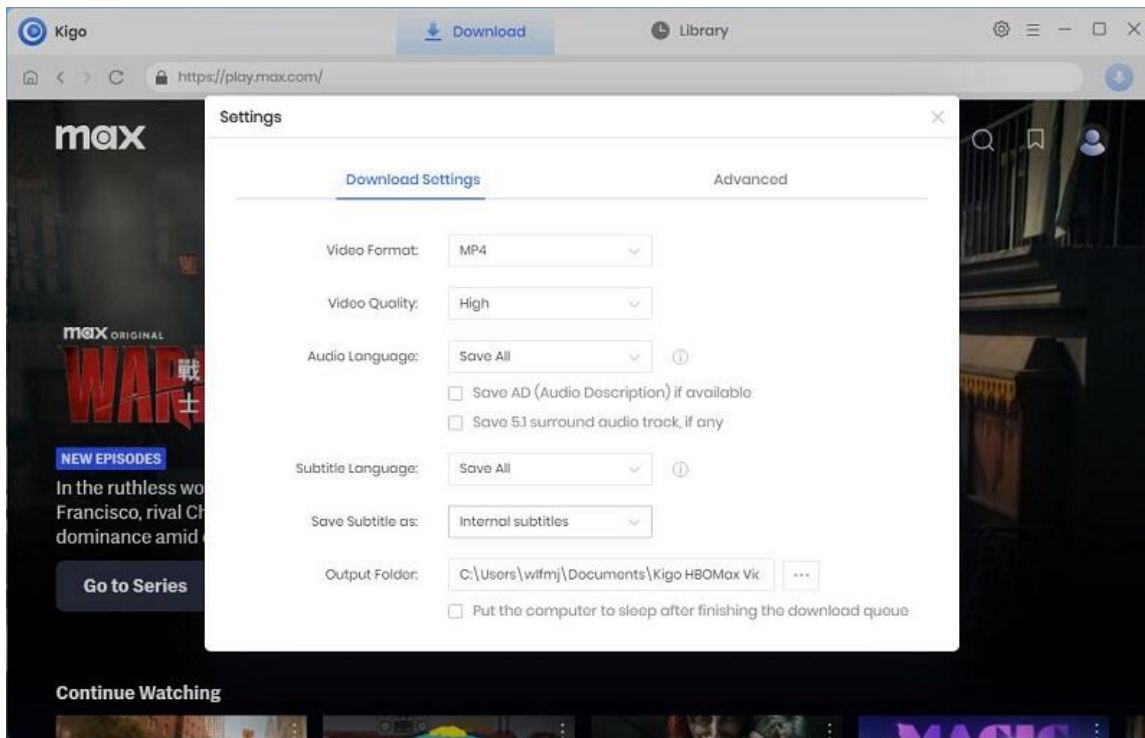 Kigo
Download
Library
https://play.max.com/
max
Settings
Download Settings
Advanced
Video Format:
MP4
Video Quality:
High
Audio Language:
Save All
Save AD (Audio Description) if available
Save 5.1 surround audio track, if any
Subtitle Language:
Save All
Save Subtitle as:
Internal subtitles
Output Folder:
C:\Users\wlfmj\Documents\Kigo HBOMax Vic
Put the computer to sleep after finishing the download queue
max ORIGINAL
戰
士
NEW EPISODES
In the ruthless wo
Francisco, rival Ch
dominance amid
Go to Series
Continue Watching
MAGIC